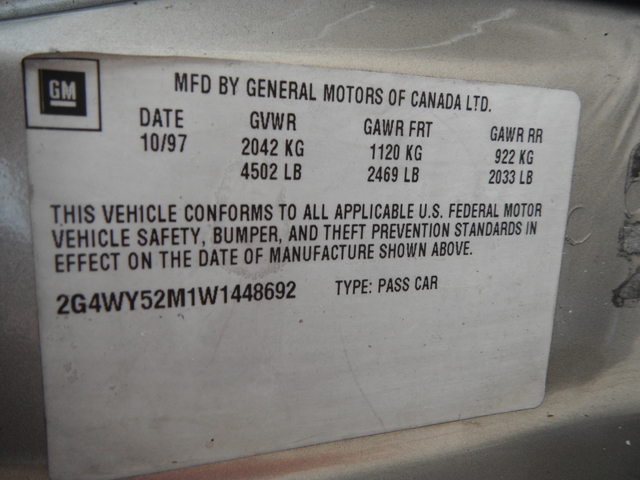 GM
MFD BY GENERAL MOTORS OF CANADA LTD.
DATE GVWR GAWR FRT GAWR RR
10/97 2042 KG 1120 KG 922 KG
4502 LB 2469 LB 2033 LB
THIS VEHICLE CONFORMS TO ALL APPLICABLE U.S. FEDERAL MOTOR
VEHICLE SAFETY, BUMPER, AND THEFT PREVENTION STANDARDS IN
EFFECT ON THE DATE OF MANUFACTURE SHOWN ABOVE.
2G4WY52M1W1448692 TYPE: PASS CAR